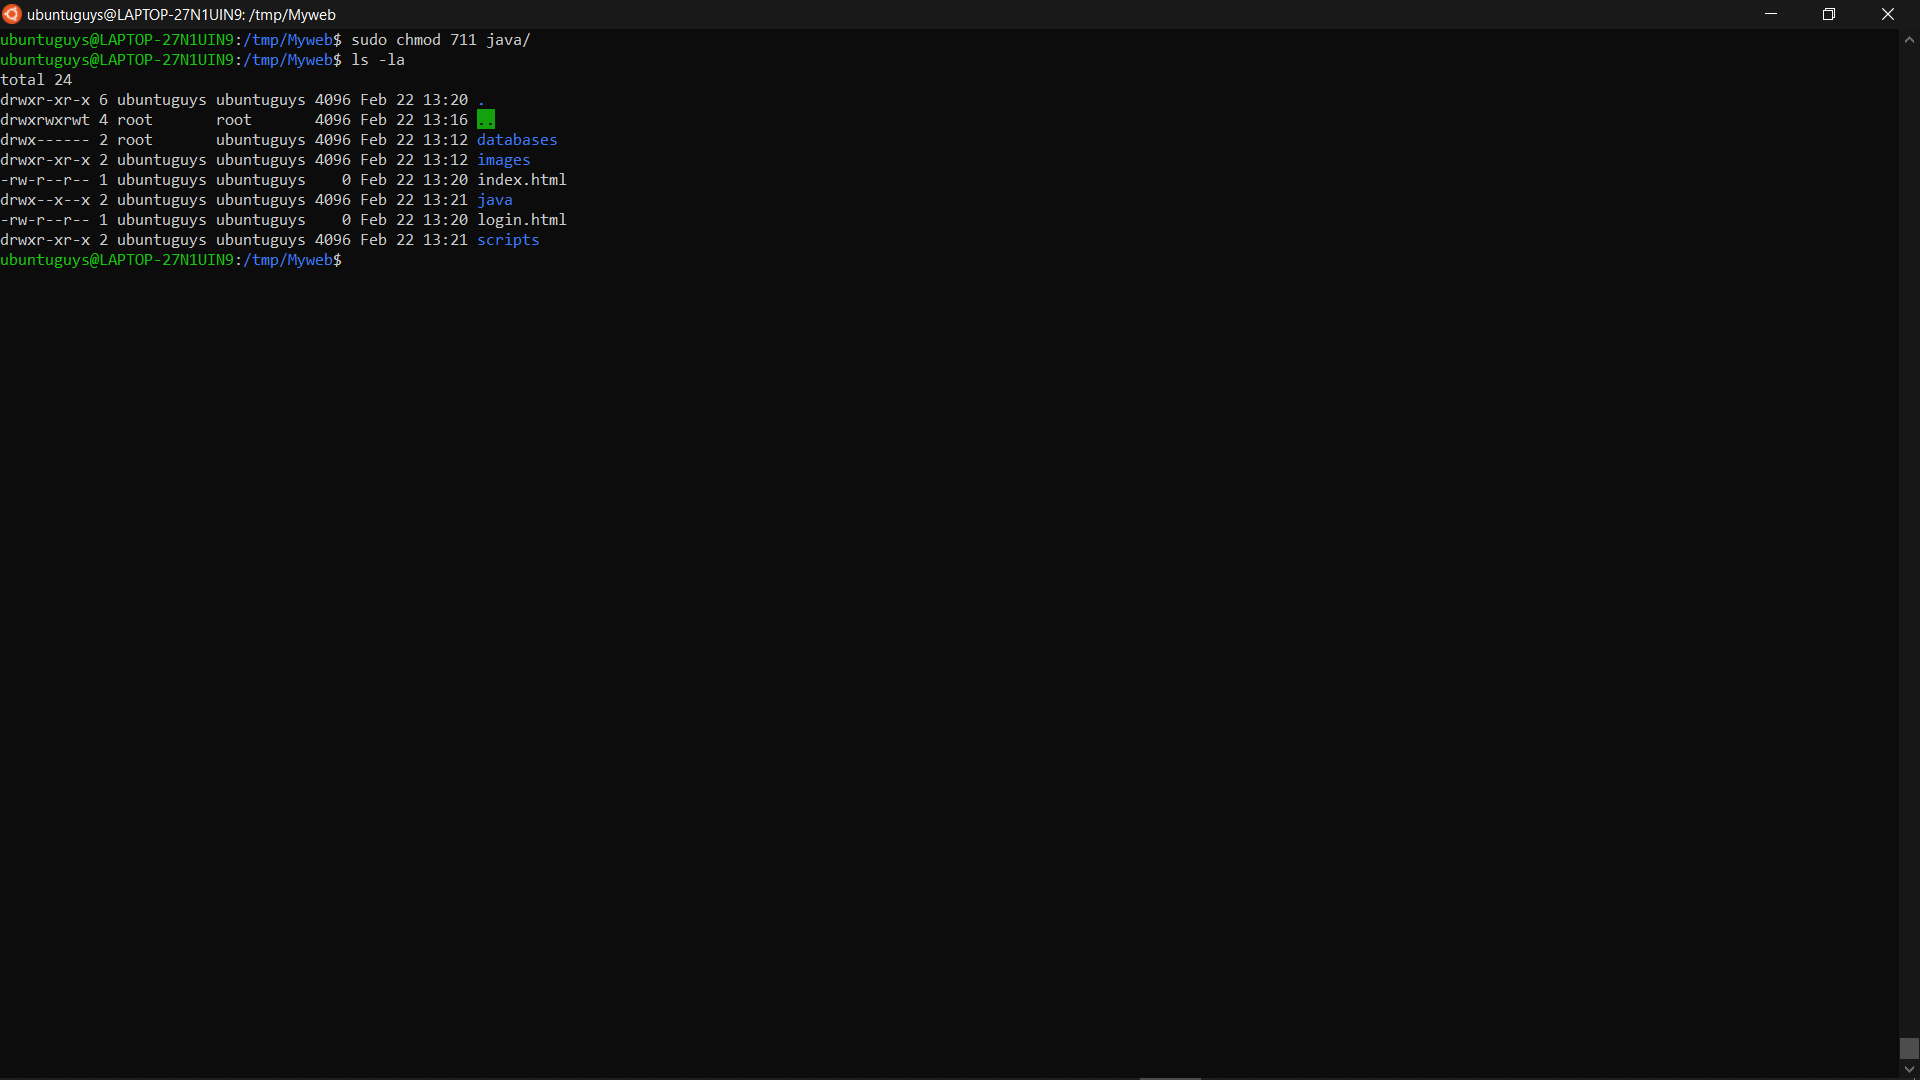 ubuntuguys@LAPTOP-27N1UIN9: /tmp/Myweb
ubuntuguys@LAPTOP-27N1UIN9:/tmp/Myweb$ sudo chmod 711 java/
ubuntuguys@LAPTOP-27N1UIN9:/tmp/Myweb$ ls -la
total 24
drwxr-xr-x 6 ubuntuguys ubuntuguys 4096 Feb 22 13:20 .
drwxrwxrwt 4 root       root       4096 Feb 22 13:16 ..
drwx------ 2 root       ubuntuguys 4096 Feb 22 13:12 databases
drwxr-xr-x 2 ubuntuguys ubuntuguys 4096 Feb 22 13:12 images
-rw-r--r-- 1 ubuntuguys ubuntuguys    0 Feb 22 13:20 index.html
drwx--x--x 2 ubuntuguys ubuntuguys 4096 Feb 22 13:21 java
-rw-r--r-- 1 ubuntuguys ubuntuguys    0 Feb 22 13:20 login.html
drwxr-xr-x 2 ubuntuguys ubuntuguys 4096 Feb 22 13:21 scripts
ubuntuguys@LAPTOP-27N1UIN9:/tmp/Myweb$